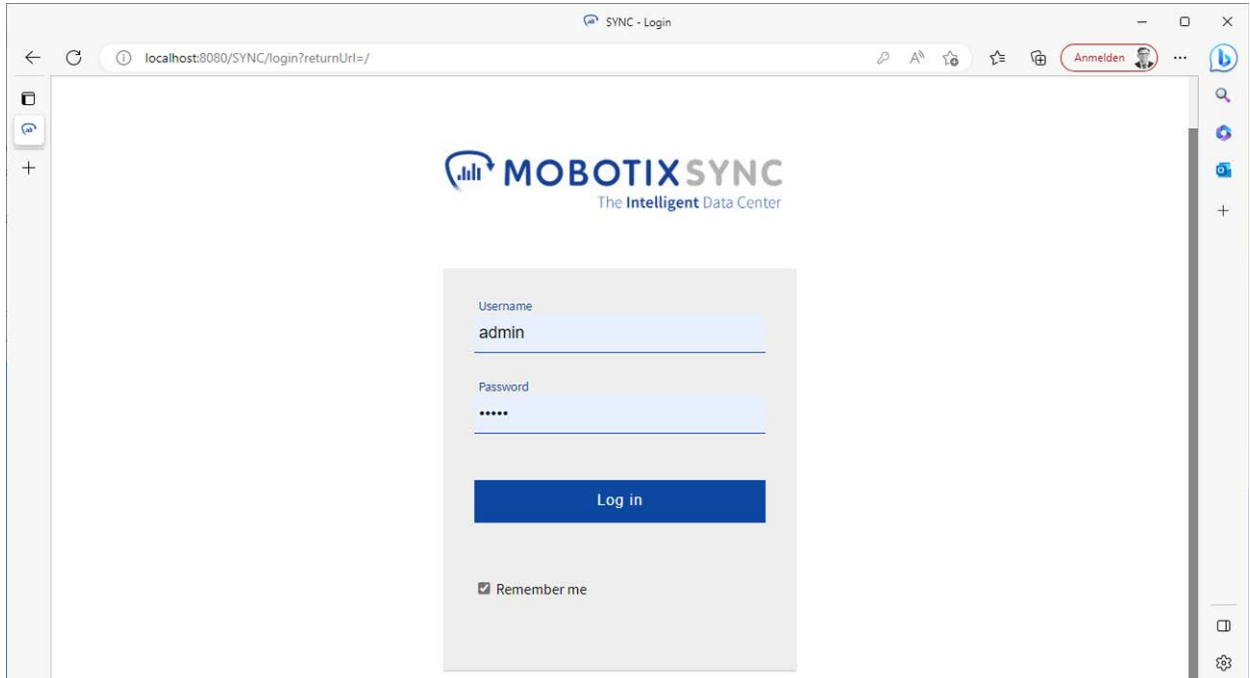 SYNC - Login
localhost:8080/SYNC/login?returnUrl=/
Anmelden
MOBOTIX SYNC
The Intelligent Data Center
Username
admin
Password
•••••
Log in
Remember me